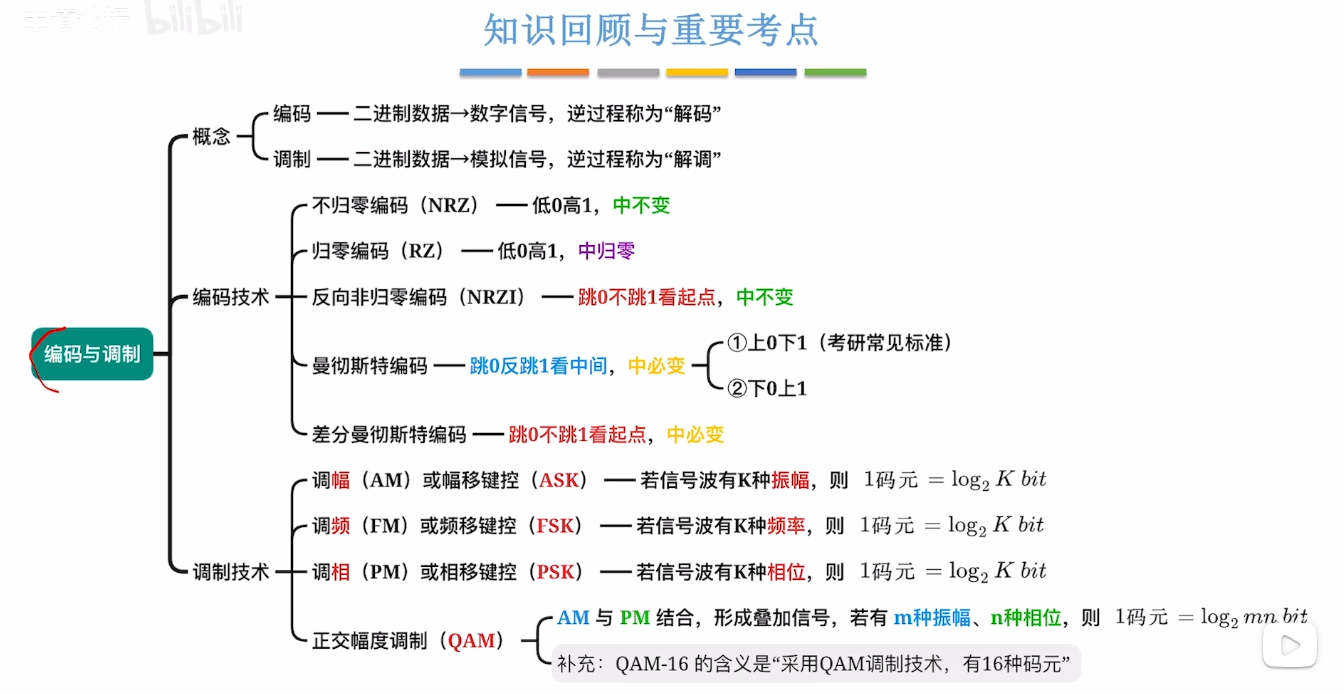 bilibili
知识回顾与重要考点
编码与调制
概念
编码 二进制数据→数字信号，逆过程称为“解码”
调制 二进制数据→模拟信号，逆过程称为“解调”
编码技术
不归零编码（NRZ） 低0高1，中不变
归零编码（RZ） 低0高1，中归零
反向非归零编码（NRZI） 跳0不跳1看起点，中不变
曼彻斯特编码 跳0反跳1看中间，中必变
①上0下1（考研常见标准）
②下0上1
差分曼彻斯特编码 跳0不跳1看起点，中必变
调制技术
调幅（AM）或幅移键控（ASK） 若信号波有K种振幅，则 1码元 = log₂ K bit
调频（FM）或频移键控（FSK） 若信号波有K种频率，则 1码元 = log₂ K bit
调相（PM）或相移键控（PSK） 若信号波有K种相位，则 1码元 = log₂ K bit
正交幅度调制（QAM）
AM 与 PM 结合，形成叠加信号，若有 m种振幅、n种相位，则 1码元 = log₂ mn bit
补充：QAM-16 的含义是“采用QAM调制技术，有16种码元”